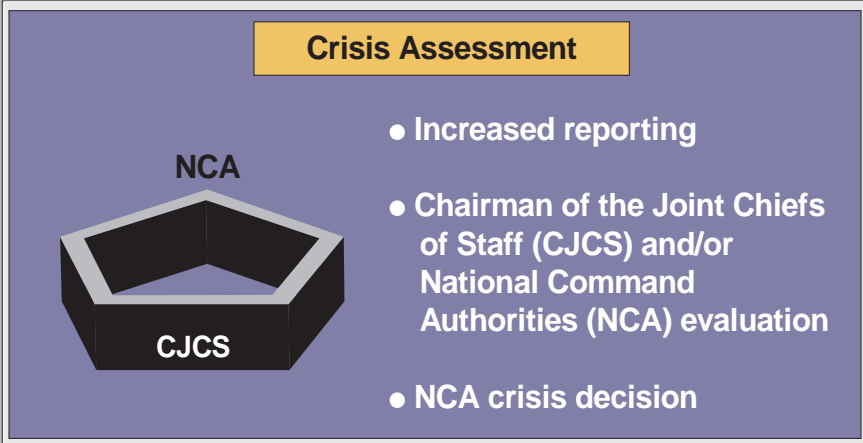 Crisis Assessment
NCA
CJCS
● Increased reporting
● Chairman of the Joint Chiefs
of Staff (CJCS) and/or
National Command
Authorities (NCA) evaluation
● NCA crisis decision